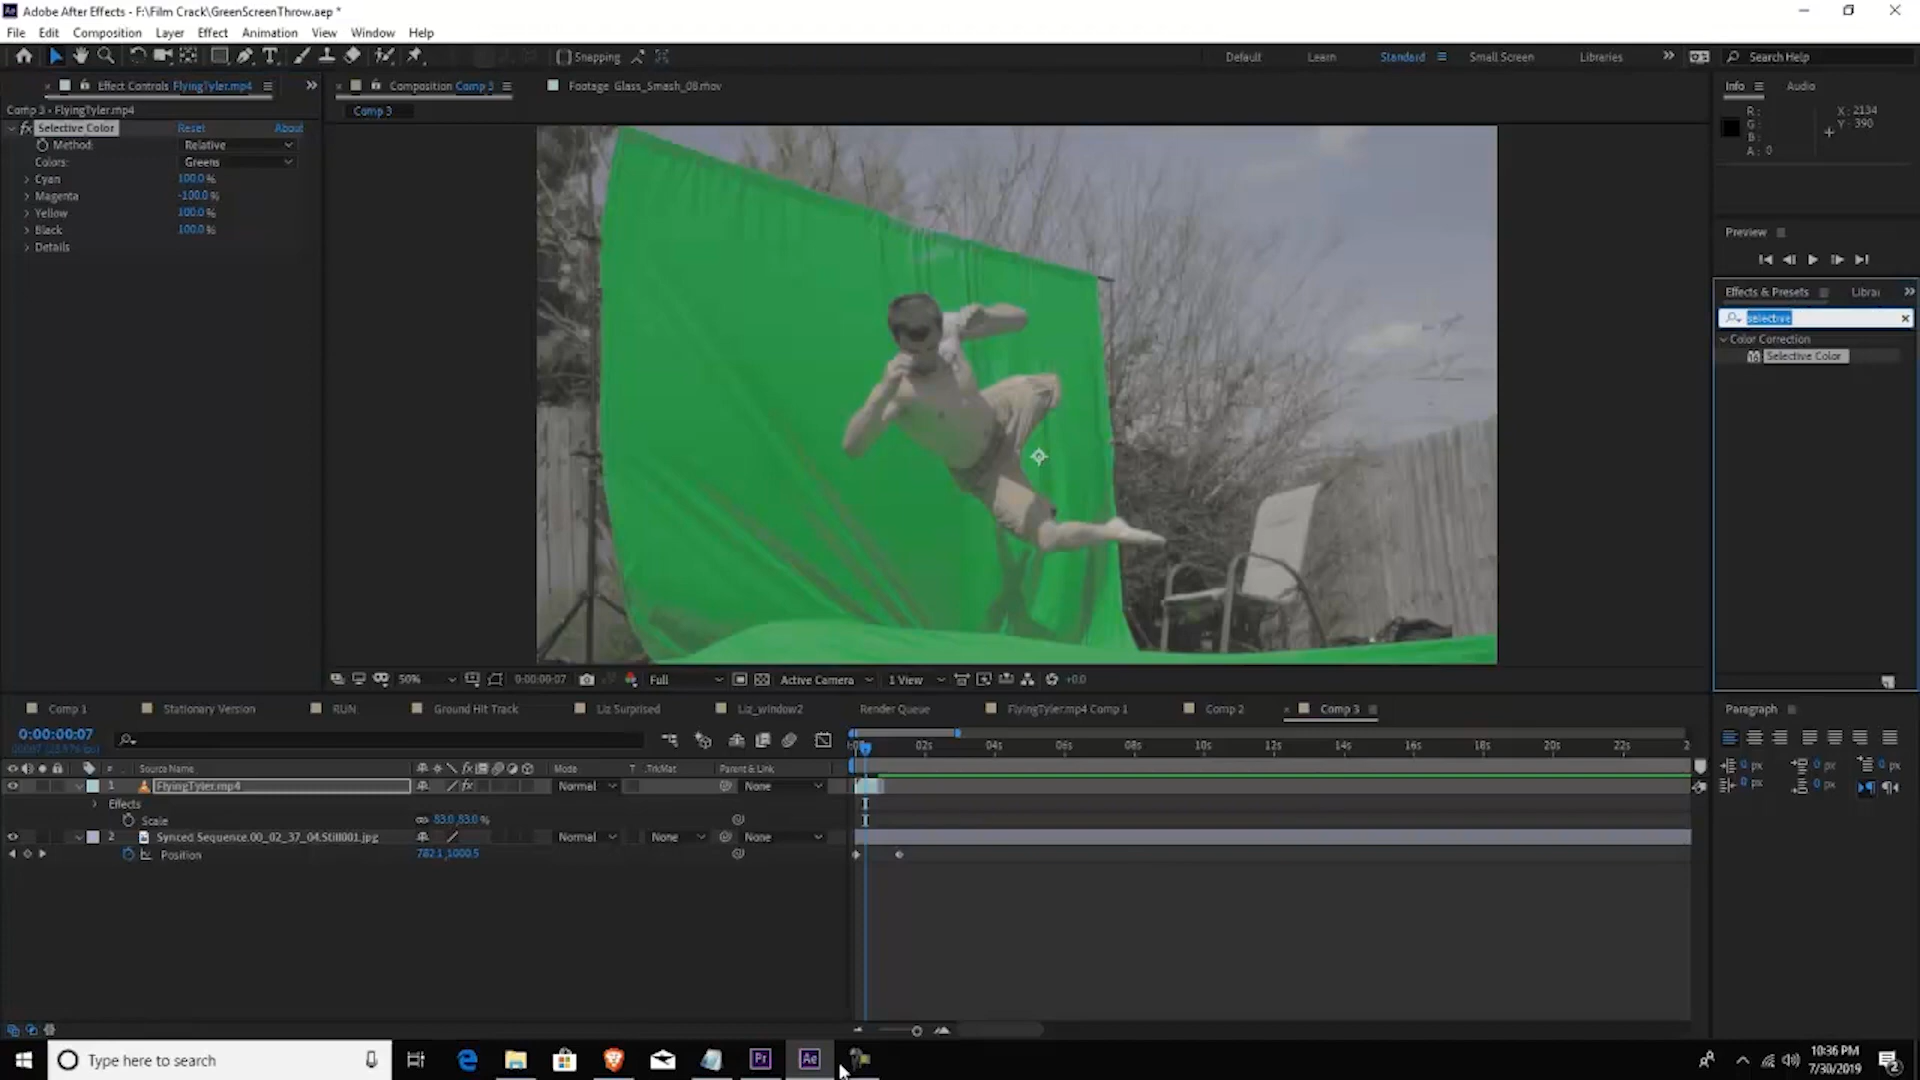 Adobe After Effects - F:\Film Crack\GreenScreenThrow.aep *
File Edit Composition Layer Effect Animation View Window Help
Snapping
Default Learn Standard Small Screen Libraries Search Help
Effect Controls FlyingTyler.mp4
Composition Comp 3
Footage Glass_Smash_08.mov
Info Audio
Comp 3 • FlyingTyler.mp4
Comp 3
fx Selective Color Reset About
Method: Relative
Colors: Greens
Cyan 100.0 %
Magenta -100.0 %
Yellow 100.0 %
Black 100.0 %
Details
R:
G:
B:
A: 0
X: 2134
Y: 390
Preview
Effects & Presets Librar
selective
Color Correction
Selective Color
50% 0:00:00:07 Full Active Camera 1 View +0.0
Comp 1 Stationary Version RUN Ground Hit Track Liz Surprised Liz_window2 Render Queue FlyingTyler.mp4 Comp 1 Comp 2 Comp 3
Paragraph
0:00:00:07
02s 04s 06s 08s 10s 12s 14s 16s 18s 20s 22s 2
# Source Name fx Mode T .TrkMat Parent & Link
1 FlyingTyler.mp4 fx Normal None
Effects
Scale 83.0,83.0 %
2 Synced Sequence.00_02_37_04.Still001.jpg Normal None None
Position 782.1,1000.5
0 px 0 px 0 px
0 px 0 px
Type here to search
Pr Ae
10:36 PM
7/30/2019
2